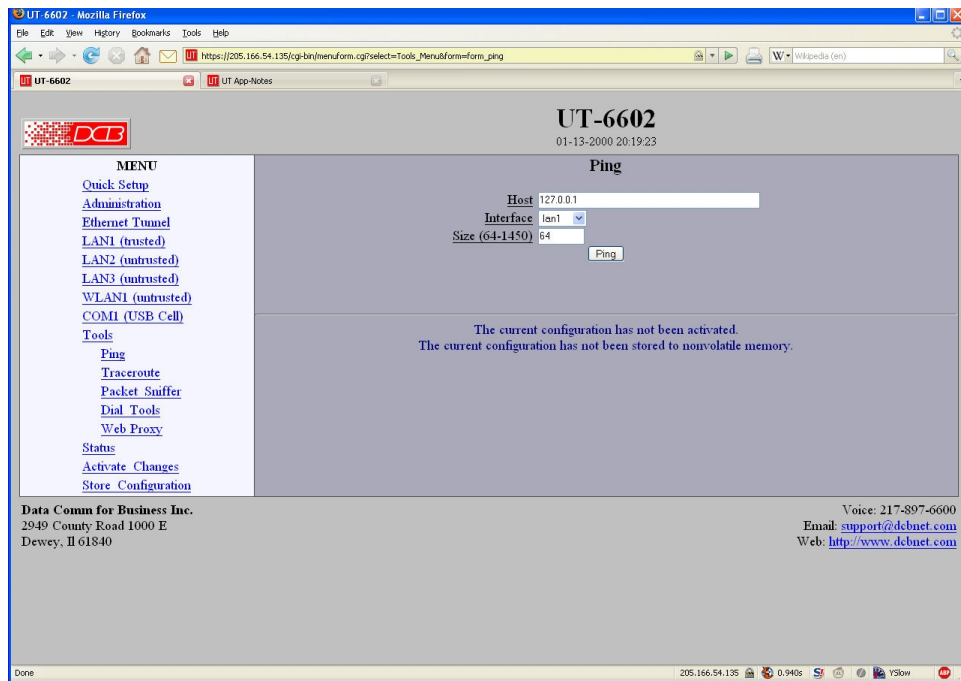 UT-6602 - Mozilla Firefox
File Edit View History Bookmarks Tools Help
https://205.166.54.135/cgi-bin/menuform.cgi?select=Tools_Menu&form=form_ping
W Wikipedia (en)
UT UT-6602
UT UT App-Notes
DCB
UT-6602
01-13-2000 20:19:23
MENU
Quick Setup
Administration
Ethernet Tunnel
LAN1 (trusted)
LAN2 (untrusted)
LAN3 (untrusted)
WLAN1 (untrusted)
COM1 (USB Cell)
Tools
Ping
Traceroute
Packet Sniffer
Dial Tools
Web Proxy
Status
Activate Changes
Store Configuration
Ping
Host 127.0.0.1
Interface lan1
Size (64-1450) 64
Ping
The current configuration has not been activated.
The current configuration has not been stored to nonvolatile memory.
Data Comm for Business Inc.
2949 County Road 1000 E
Dewey, Il 61840
Voice: 217-897-6600
Email: support@dcbnet.com
Web: http://www.dcbnet.com
Done
205.166.54.135 0.940s YSlow ABP